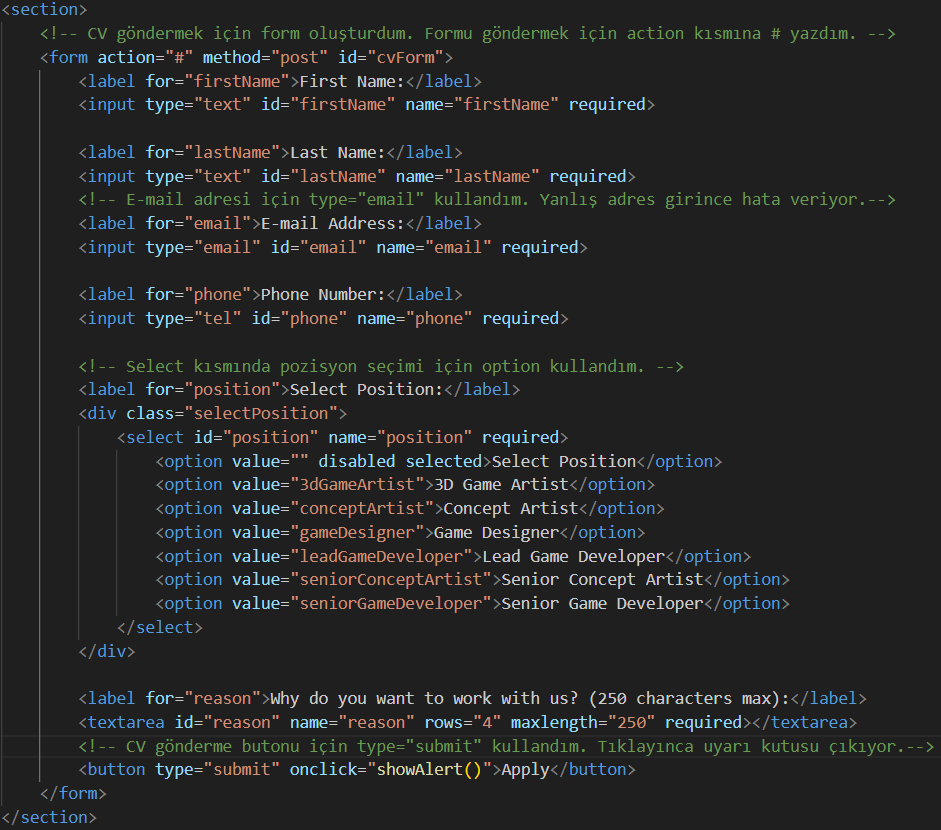 <section>
<!-- CV göndermek için form oluşturdum. Formu göndermek için action kısmına # yazdım. -->
<form action="#" method="post" id="cvForm">
<label for="firstName">First Name:</label>
<input type="text" id="firstName" name="firstName" required>
<label for="lastName">Last Name:</label>
<input type="text" id="lastName" name="lastName" required>
<!-- E-mail adresi için type="email" kullandım. Yanlış adres girince hata veriyor.-->
<label for="email">E-mail Address:</label>
<input type="email" id="email" name="email" required>
<label for="phone">Phone Number:</label>
<input type="tel" id="phone" name="phone" required>
<!-- Select kısmında pozisyon seçimi için option kullandım. -->
<label for="position">Select Position:</label>
<div class="selectPosition">
<select id="position" name="position" required>
<option value="" disabled selected>Select Position</option>
<option value="3dGameArtist">3D Game Artist</option>
<option value="conceptArtist">Concept Artist</option>
<option value="gameDesigner">Game Designer</option>
<option value="leadGameDeveloper">Lead Game Developer</option>
<option value="seniorConceptArtist">Senior Concept Artist</option>
<option value="seniorGameDeveloper">Senior Game Developer</option>
</select>
</div>
<label for="reason">Why do you want to work with us? (250 characters max):</label>
<textarea id="reason" name="reason" rows="4" maxlength="250" required></textarea>
<!-- CV gönderme butonu için type="submit" kullandım. Tıklayınca uyarı kutusu çıkıyor.-->
<button type="submit" onclick="showAlert()">Apply</button>
</form>
</section>